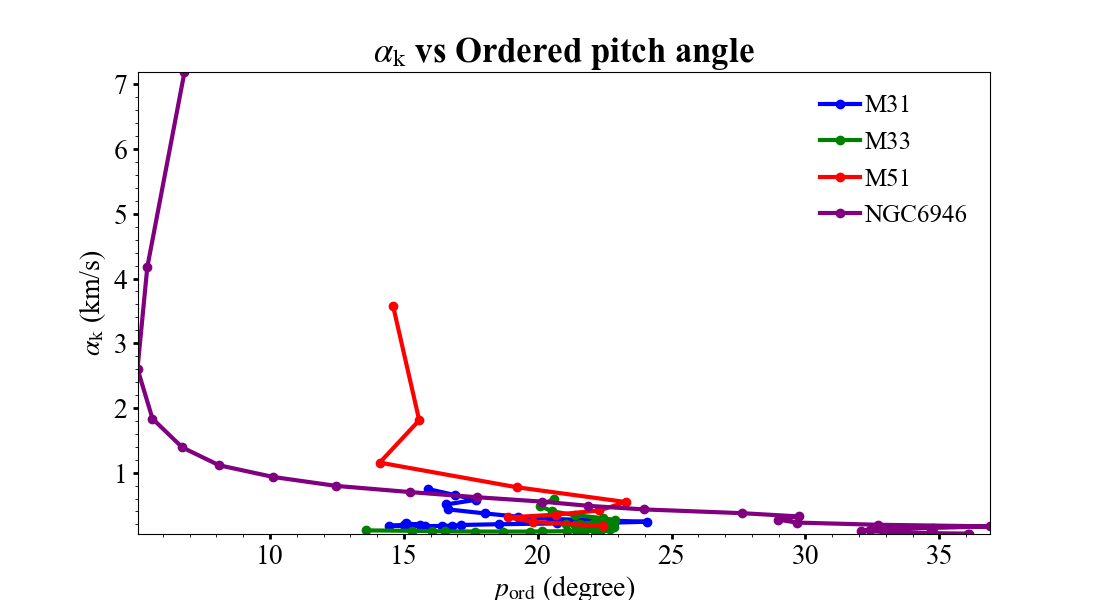 αk vs Ordered pitch angle
αk (km/s)
7
6
5
4
3
2
1
M31
M33
M51
NGC6946
10 15 20 25 30 35
pord (degree)